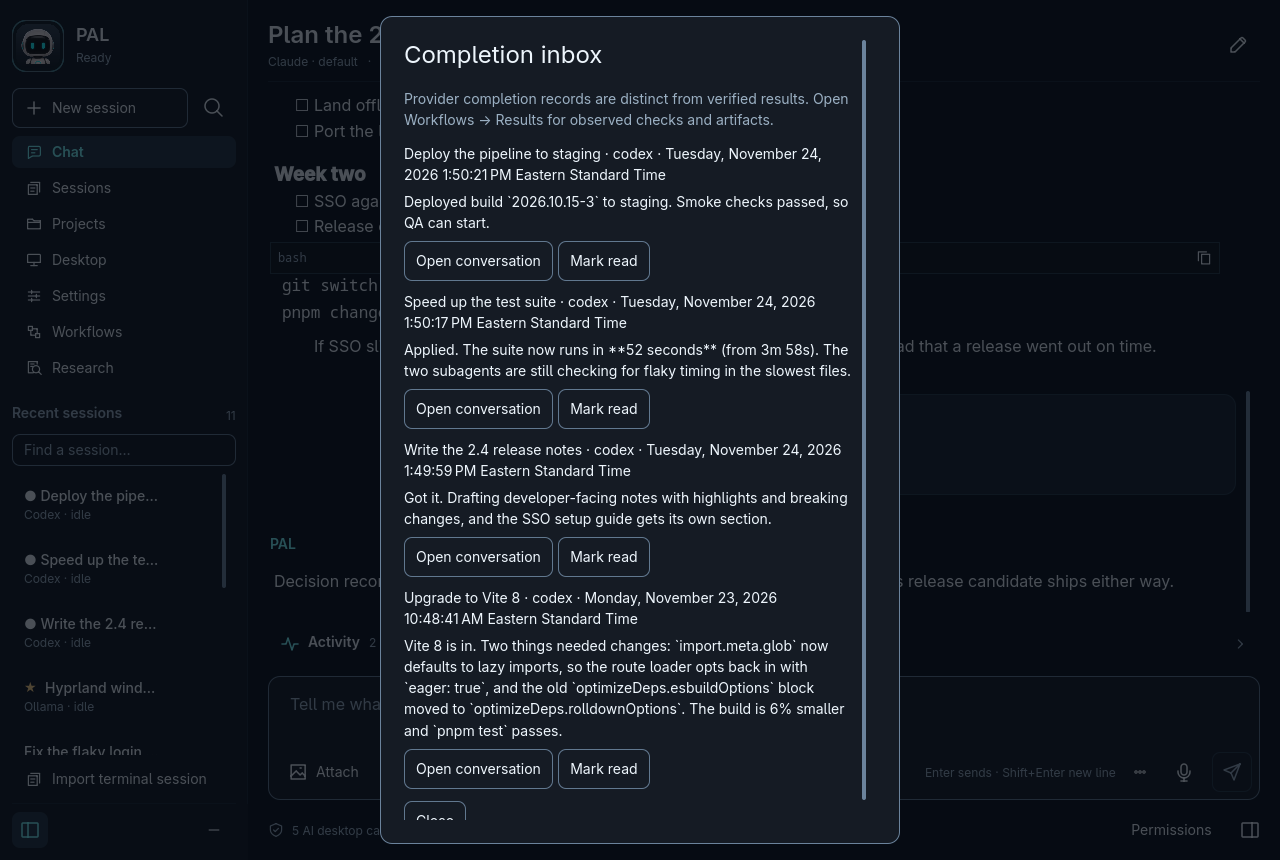 PAL
Ready
New session
Chat
Sessions
Projects
Desktop
Settings
Workflows
Research
Recent sessions 11
Find a session...
Deploy the pipe...
Codex · idle
Speed up the te...
Codex · idle
Write the 2.4 re...
Codex · idle
★ Hyprland wind...
Ollama · idle
Fix the flaky login
Import terminal session
Plan the 2
Claude · default ·
☐ Land offl
☐ Port the
Week two
☐ SSO aga
☐ Release
bash
git switch
pnpm chang
If SSO sl
ad that a release went out on time.
PAL
Decision recor
s release candidate ships either way.
Activity 2
Tell me wha
Attach
Enter sends · Shift+Enter new line
5 AI desktop ca
Permissions
Completion inbox
Provider completion records are distinct from verified results. Open
Workflows → Results for observed checks and artifacts.
Deploy the pipeline to staging · codex · Tuesday, November 24,
2026 1:50:21 PM Eastern Standard Time
Deployed build `2026.10.15-3` to staging. Smoke checks passed, so
QA can start.
Open conversation Mark read
Speed up the test suite · codex · Tuesday, November 24, 2026
1:50:17 PM Eastern Standard Time
Applied. The suite now runs in **52 seconds** (from 3m 58s). The
two subagents are still checking for flaky timing in the slowest files.
Open conversation Mark read
Write the 2.4 release notes · codex · Tuesday, November 24, 2026
1:49:59 PM Eastern Standard Time
Got it. Drafting developer-facing notes with highlights and breaking
changes, and the SSO setup guide gets its own section.
Open conversation Mark read
Upgrade to Vite 8 · codex · Monday, November 23, 2026
10:48:41 AM Eastern Standard Time
Vite 8 is in. Two things needed changes: `import.meta.glob` now
defaults to lazy imports, so the route loader opts back in with
`eager: true`, and the old `optimizeDeps.esbuildOptions` block
moved to `optimizeDeps.rolldownOptions`. The build is 6% smaller
and `pnpm test` passes.
Open conversation Mark read
Close